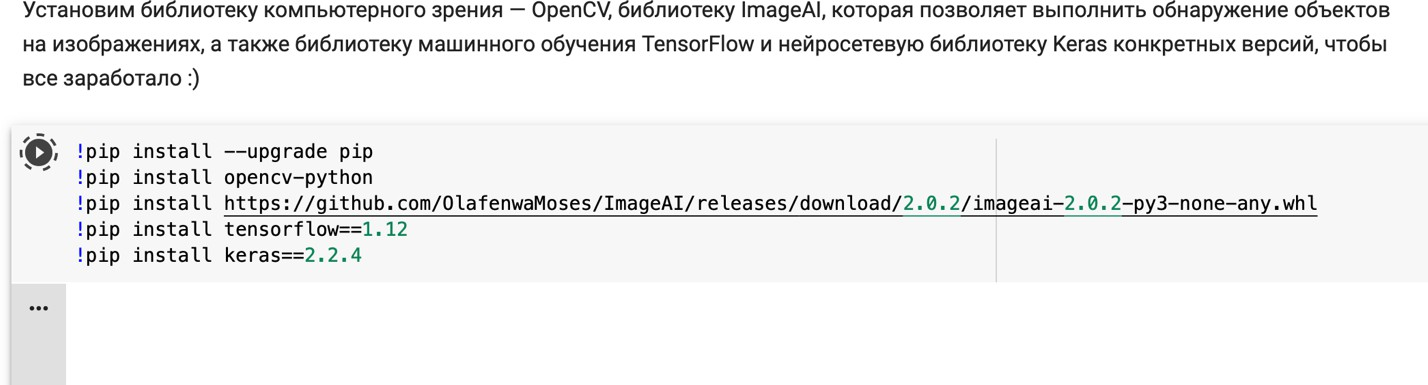 Установим библиотеку компьютерного зрения — OpenCV, библиотеку ImageAI, которая позволяет выполнить обнаружение объектов
на изображениях, а также библиотеку машинного обучения TensorFlow и нейросетевую библиотеку Keras конкретных версий, чтобы
все заработало :)
!pip install --upgrade pip
!pip install opencv-python
!pip install https://github.com/OlafenwaMoses/ImageAI/releases/download/2.0.2/imageai-2.0.2-py3-none-any.whl
!pip install tensorflow==1.12
!pip install keras==2.2.4